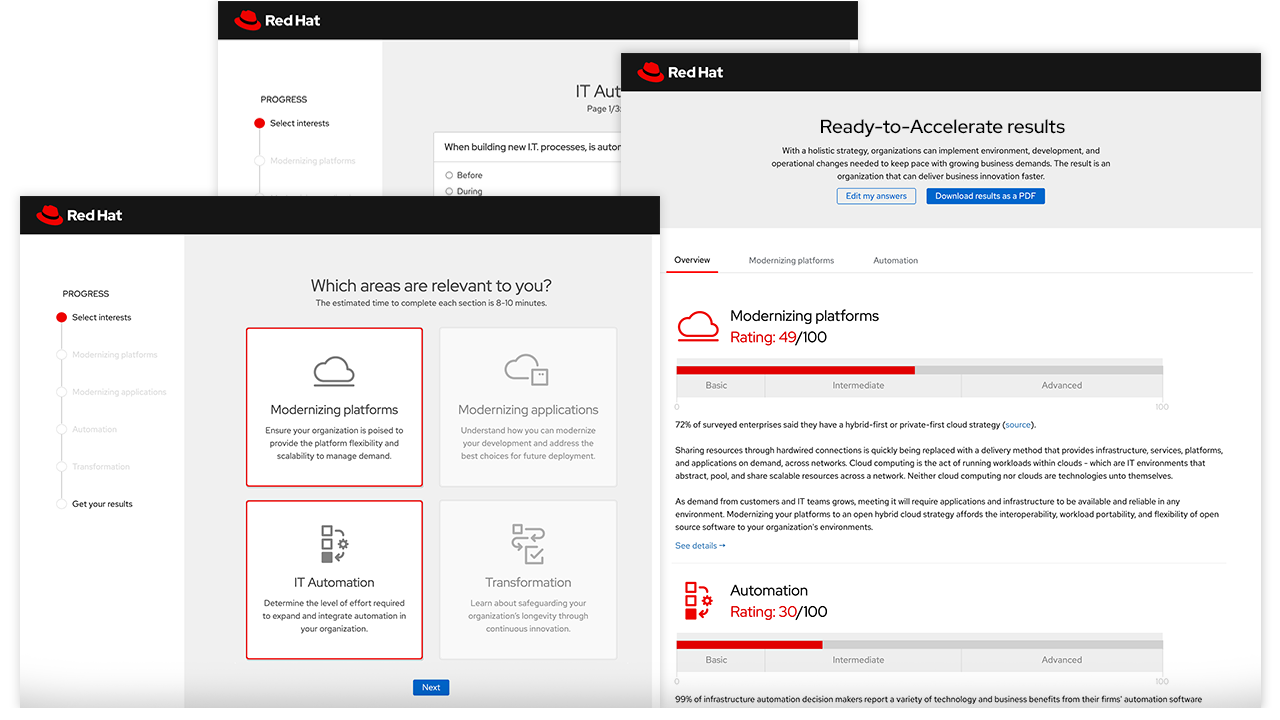 Red Hat
PROGRESS
Select interests
Modernizing platforms
IT Aut
Page 1/3:
When building new I.T. processes, is autor
Before
During
Red Hat
Ready-to-Accelerate results
With a holistic strategy, organizations can implement environment, development, and
operational changes needed to keep pace with growing business demands. The result is an
organization that can deliver business innovation faster.
Edit my answers
Download results as a PDF
Overview
Modernizing platforms
Automation
Modernizing platforms
Rating: 49/100
Basic
Intermediate
Advanced
0
100
72% of surveyed enterprises said they have a hybrid-first or private-first cloud strategy (source).
Sharing resources through hardwired connections is quickly being replaced with a delivery method that provides infrastructure, services, platforms,
and applications on demand, across networks. Cloud computing is the act of running workloads within clouds - which are IT environments that
abstract, pool, and share scalable resources across a network. Neither cloud computing nor clouds are technologies unto themselves.
As demand from customers and IT teams grows, meeting it will require applications and infrastructure to be available and reliable in any
environment. Modernizing your platforms to an open hybrid cloud strategy affords the interoperability, workload portability, and flexibility of open
source software to your organization's environments.
See details →
Automation
Rating: 30/100
Basic
Intermediate
Advanced
0
100
99% of infrastructure automation decision makers report a variety of technology and business benefits from their firms' automation software
Red Hat
PROGRESS
Select interests
Modernizing platforms
Modernizing applications
Automation
Transformation
Get your results
Which areas are relevant to you?
The estimated time to complete each section is 8-10 minutes.
Modernizing platforms
Ensure your organization is poised to
provide the platform flexibility and
scalability to manage demand.
Modernizing applications
Understand how you can modernize
your development and address the
best choices for future deployment.
IT Automation
Determine the level of effort required
to expand and integrate automation in
your organization.
Transformation
Learn about safeguarding your
organization's longevity through
continuous innovation.
Next